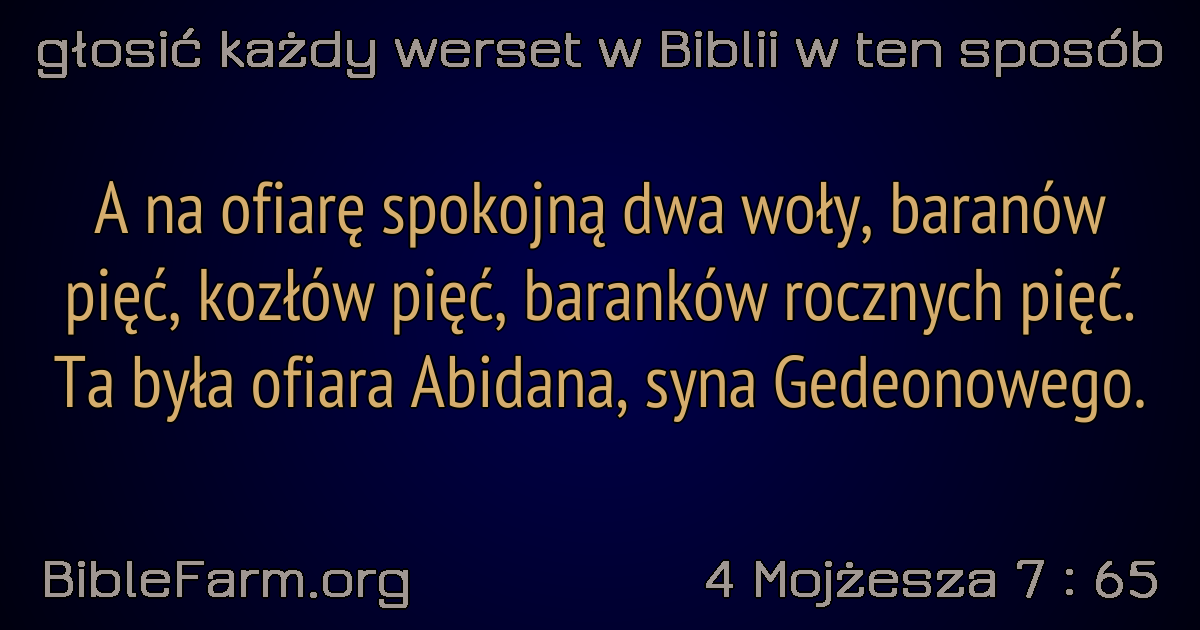 głosić każdy werset w Biblii w ten sposób
A na ofiarę spokojną dwa woły, baranów
pięć, kozłów pięć, baranków rocznych pięć.
Ta była ofiara Abidana, syna Gedeonowego.
BibleFarm.org
4 Mojżesza 7 : 65